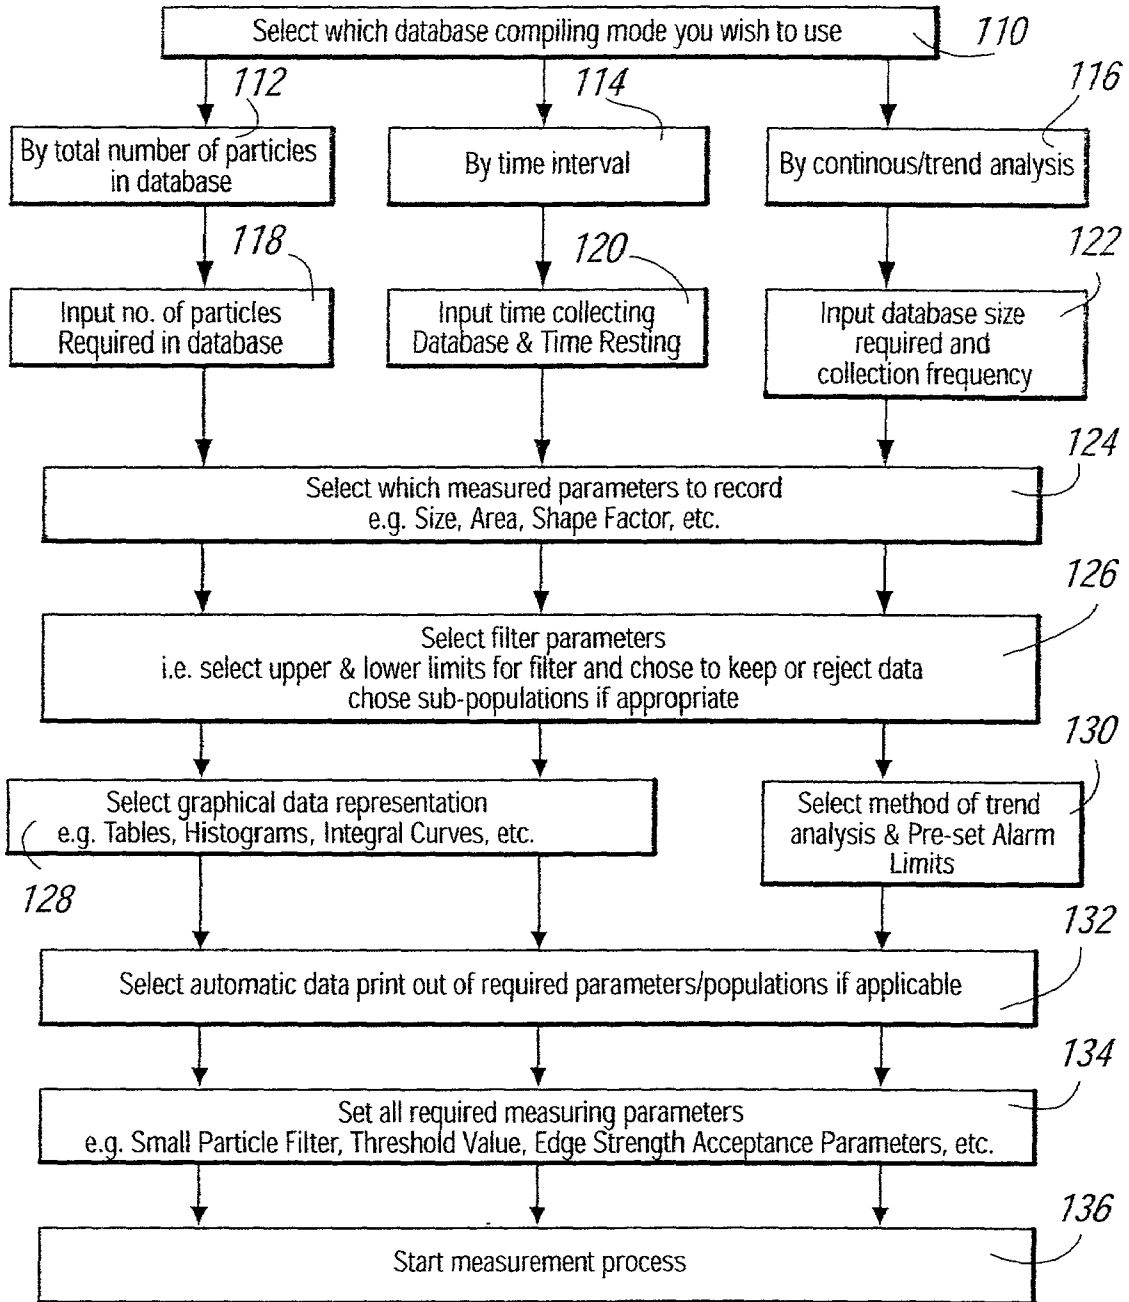 Select which database compiling mode you wish to use
110
112
114
116
By total number of particles
in database
By time interval
By continous/trend analysis
118
120
122
Input no. of particles
Required in database
Input time collecting
Database & Time Resting
Input database size
required and
collection frequency
124
Select which measured parameters to record
e.g. Size, Area, Shape Factor, etc.
126
Select filter parameters
i.e. select upper & lower limits for filter and chose to keep or reject data
chose sub-populations if appropriate
130
Select graphical data representation
e.g. Tables, Histograms, Integral Curves, etc.
128
Select method of trend
analysis & Pre-set Alarm
Limits
132
Select automatic data print out of required parameters/populations if applicable
134
Set all required measuring parameters
e.g. Small Particle Filter, Threshold Value, Edge Strength Acceptance Parameters, etc.
136
Start measurement process